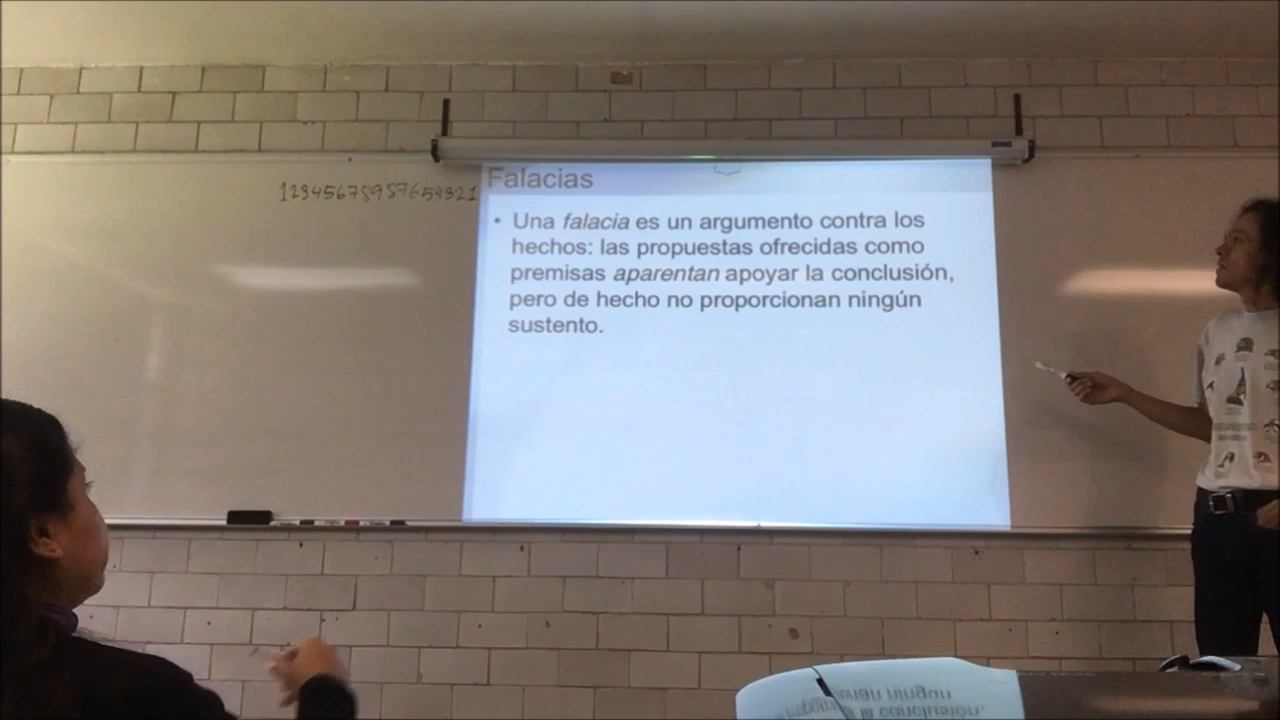 12345678987654321
Falacias
• Una falacia es un argumento contra los
hechos: las propuestas ofrecidas como
premisas aparentan apoyar la conclusión,
pero de hecho no proporcionan ningún
sustento.